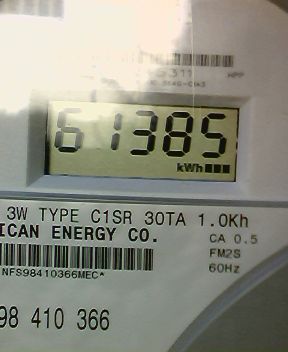 311
61385
kWh
3W TYPE C1SR 30TA 1.0Kh
ICAN ENERGY CO.
CA 0.5
FM2S
NFS98410366MEC*
60Hz
98 410 366